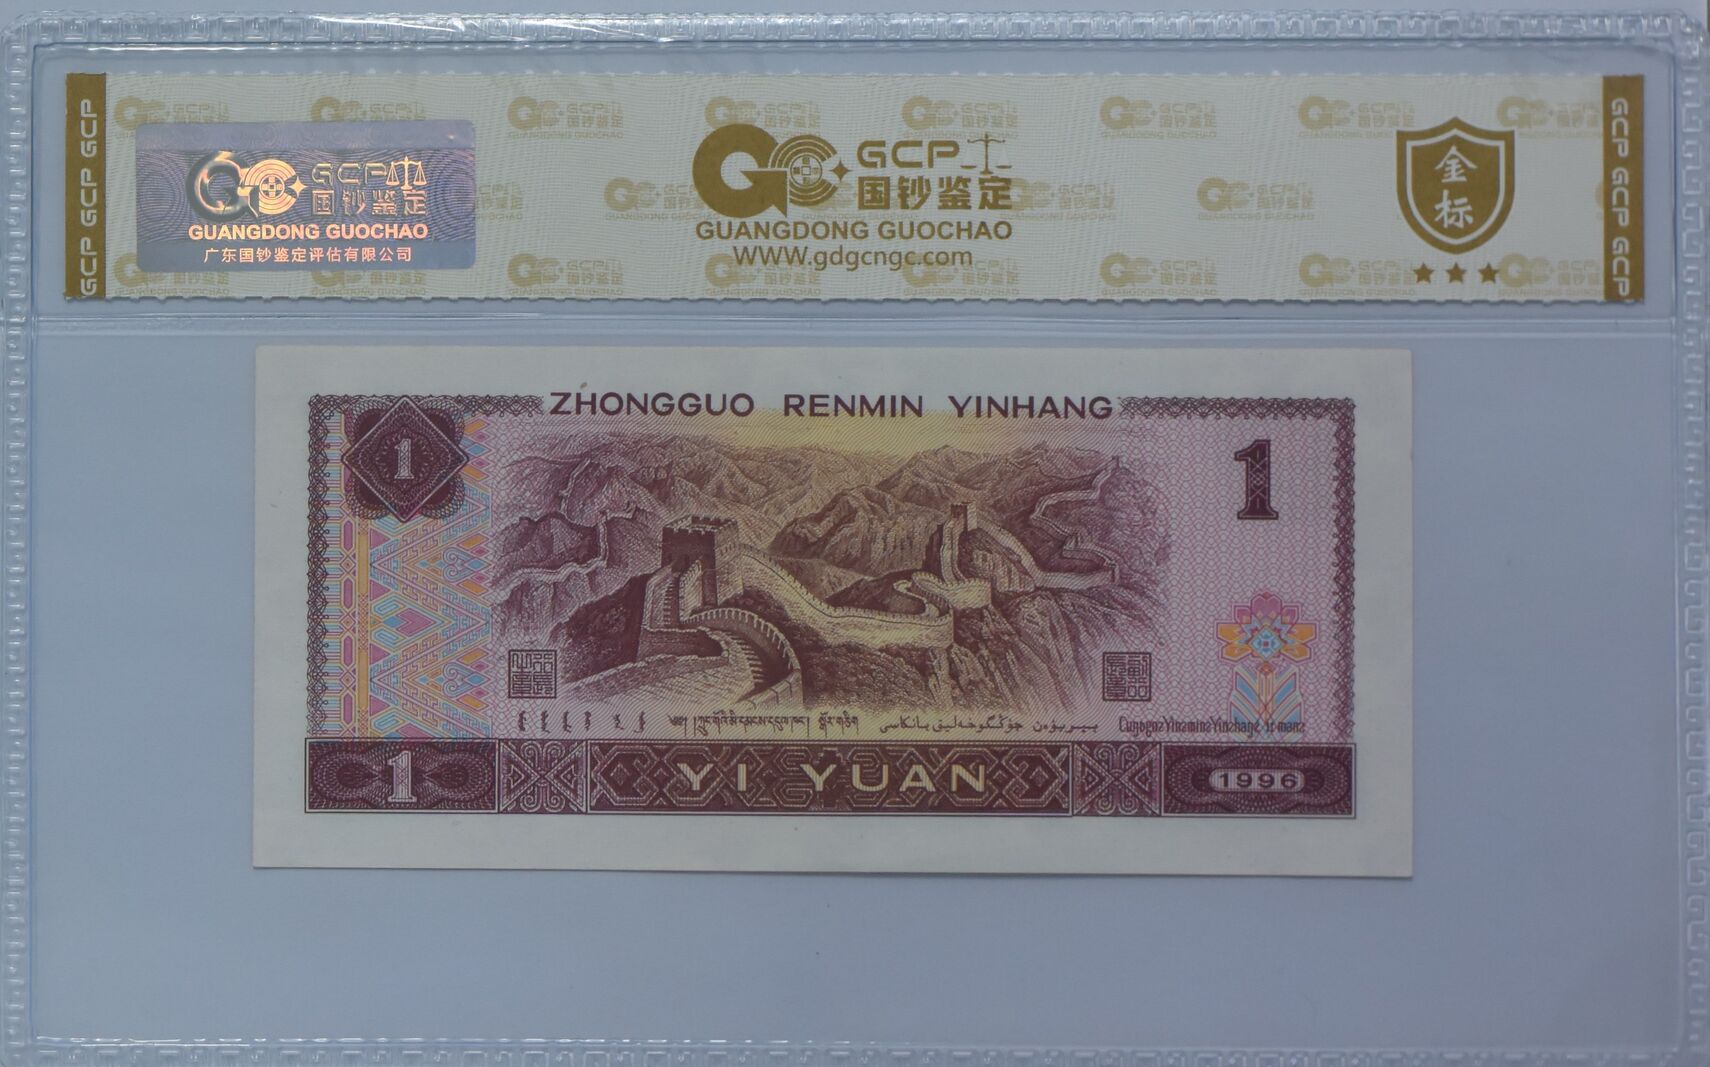 GCP GCP GCP
GCP
国钞鉴定
GUANGDONG GUOCHAO
广东国钞鉴定评估有限公司
GCP
国钞鉴定
GUANGDONG GUOCHAO
WWW.gdgcngc.com
金标
GCP GCP GCP
ZHONGGUO RENMIN YINHANG
1
1
1
YI YUAN
1996